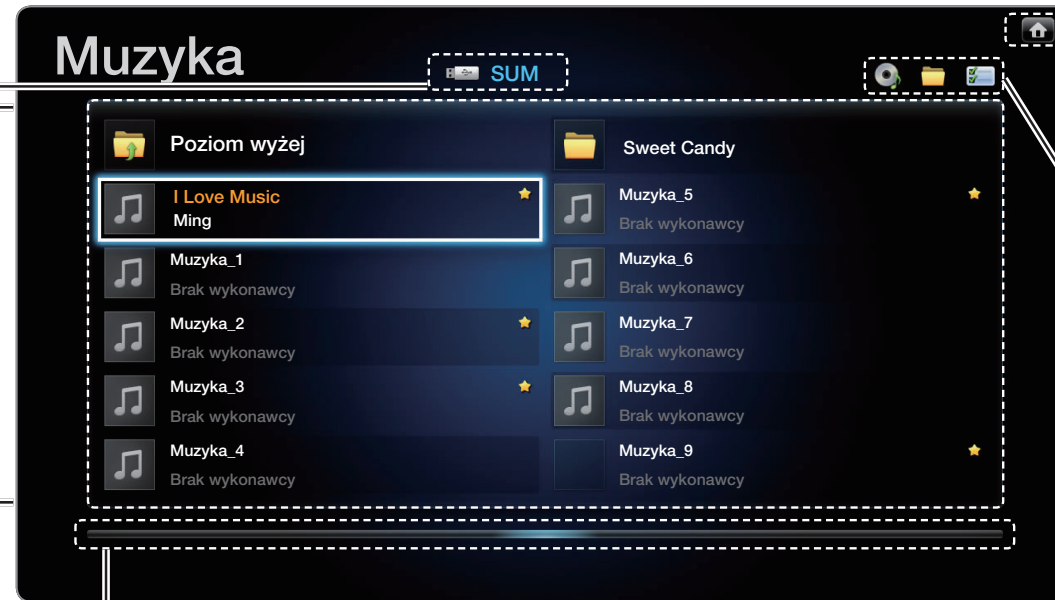 Muzyka
SUM
Poziom wyżej
Sweet Candy
I Love Music
Ming
Muzyka_5
Brak wykonawcy
Muzyka_1
Brak wykonawcy
Muzyka_6
Brak wykonawcy
Muzyka_2
Brak wykonawcy
Muzyka_7
Brak wykonawcy
Muzyka_3
Brak wykonawcy
Muzyka_8
Brak wykonawcy
Muzyka_4
Brak wykonawcy
Muzyka_9
Brak wykonawcy